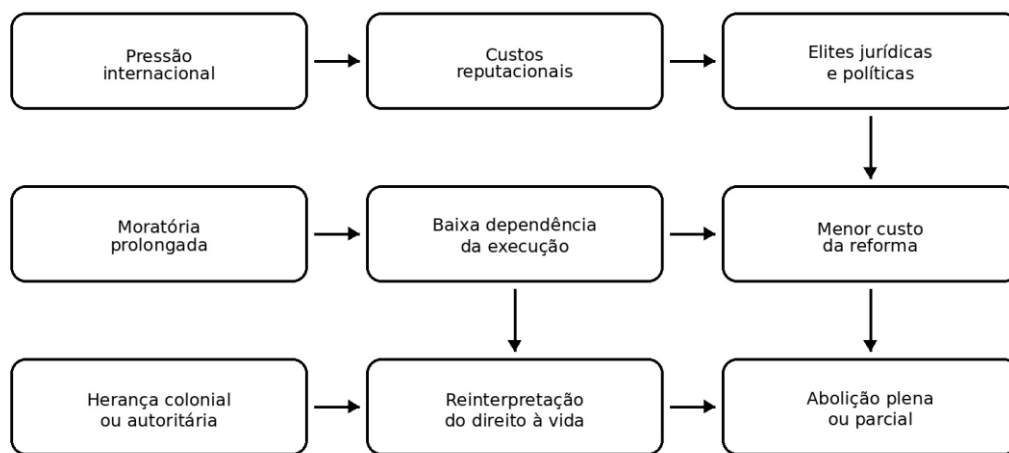 Pressão
internacional
Custos
reputacionais
Elites jurídicas
e políticas
Moratória
prolongada
Baixa dependência
da execução
Menor custo
da reforma
Herança colonial
ou autoritária
Reinterpretação
do direito à vida
Abolição plena
ou parcial